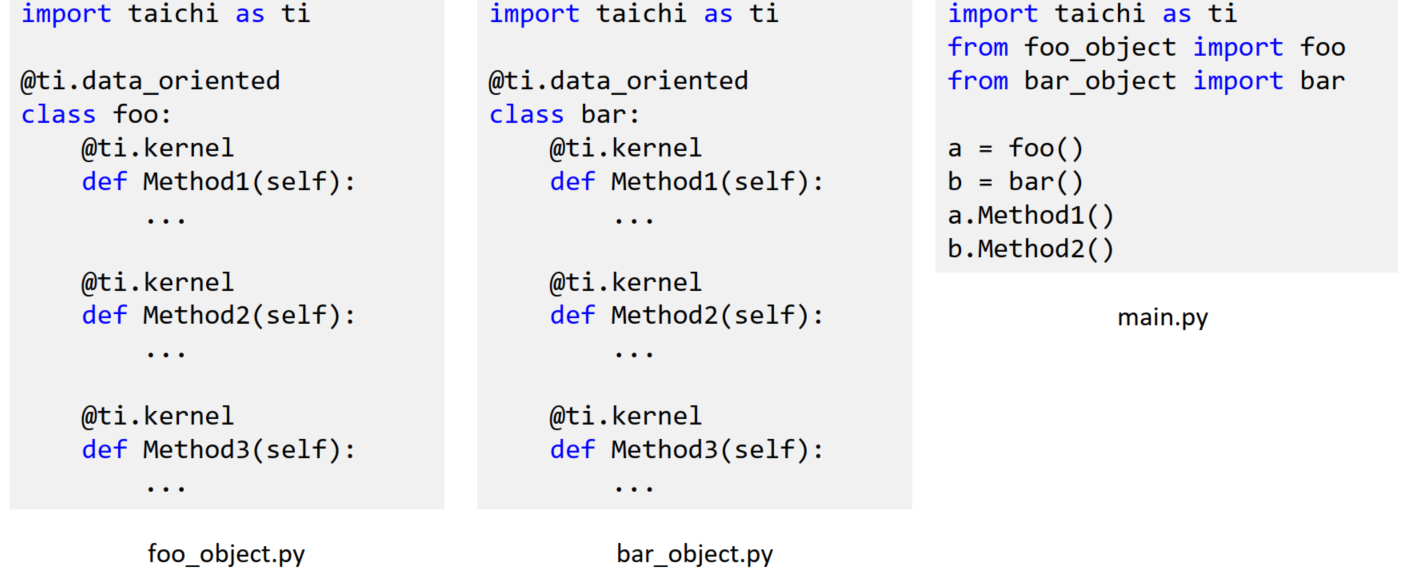 import taichi as ti
@ti.data_oriented
class foo:
@ti.kernel
def Method1(self):
...
@ti.kernel
def Method2(self):
...
@ti.kernel
def Method3(self):
...
foo_object.py
import taichi as ti
@ti.data_oriented
class bar:
@ti.kernel
def Method1(self):
...
@ti.kernel
def Method2(self):
...
@ti.kernel
def Method3(self):
...
bar_object.py
import taichi as ti
from foo_object import foo
from bar_object import bar
a = foo()
b = bar()
a.Method1()
b.Method2()
main.py